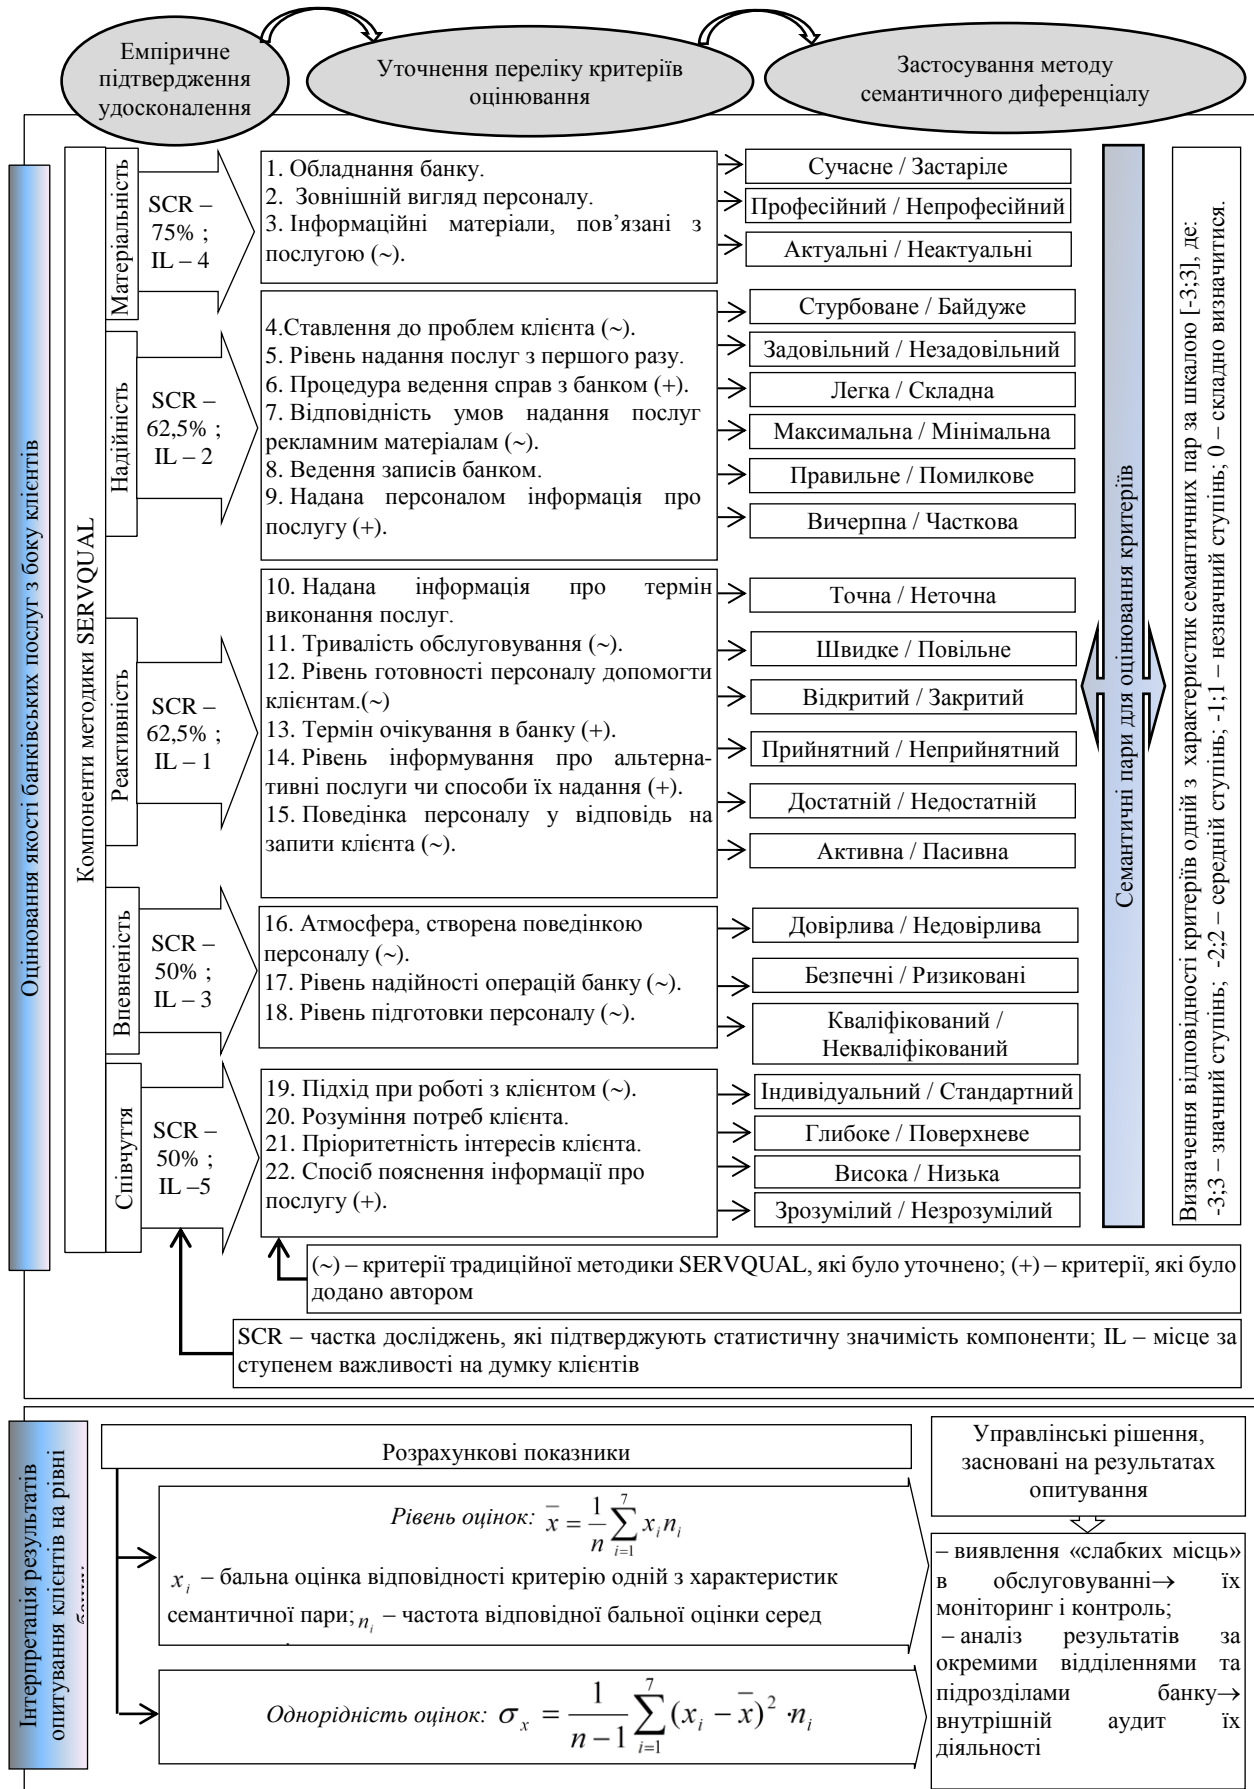 Емпіричне
підтвердження
удосконалення
Уточнення переліку критеріїв
оцінювання
Застосування методу
семантичного диференціалу
Оцінювання якості банківських послуг з боку клієнтів
Компоненти методики SERVQUAL
Матеріальність
SCR –
75% ;
IL – 4
1. Обладнання банку.
2. Зовнішній вигляд персоналу.
3. Інформаційні матеріали, пов’язані з
послугою (~).
Сучасне / Застаріле
Професійний / Непрофесійний
Актуальні / Неактуальні
Надійність
SCR –
62,5% ;
IL – 2
4.Ставлення до проблем клієнта (~).
5. Рівень надання послуг з першого разу.
6. Процедура ведення справ з банком (+).
7. Відповідність умов надання послуг
рекламним матеріалам (~).
8. Ведення записів банком.
9. Надана персоналом інформація про
послугу (+).
Стурбоване / Байдуже
Задовільний / Незадовільний
Легка / Складна
Максимальна / Мінімальна
Правильне / Помилкове
Вичерпна / Часткова
Реактивність
SCR –
62,5% ;
IL – 1
10. Надана інформація про термін
виконання послуг.
11. Тривалість обслуговування (~).
12. Рівень готовності персоналу допомогти
клієнтам.(~)
13. Термін очікування в банку (+).
14. Рівень інформування про альтерна-
тивні послуги чи способи їх надання (+).
15. Поведінка персоналу у відповідь на
запити клієнта (~).
Точна / Неточна
Швидке / Повільне
Відкритий / Закритий
Прийнятний / Неприйнятний
Достатній / Недостатній
Активна / Пасивна
Впевненість
SCR –
50% ;
IL – 3
16. Атмосфера, створена поведінкою
персоналу (~).
17. Рівень надійності операцій банку (~).
18. Рівень підготовки персоналу (~).
Довірлива / Недовірлива
Безпечні / Ризиковані
Кваліфікований /
Некваліфікований
Співчуття
SCR –
50% ;
IL –5
19. Підхід при роботі з клієнтом (~).
20. Розуміння потреб клієнта.
21. Пріоритетність інтересів клієнта.
22. Спосіб пояснення інформації про
послугу (+).
Індивідуальний / Стандартний
Глибоке / Поверхневе
Висока / Низька
Зрозумілий / Незрозумілий
Семантичні пари для оцінювання критеріїв
Визначення відповідності критеріїв одній з характеристик семантичних пар за шкалою [-3;3], де:
-3;3 – значний ступінь; -2;2 – середній ступінь; -1;1 – незначний ступінь; 0 – складно визначитися.
(~) – критерії традиційної методики SERVQUAL, які було уточнено; (+) – критерії, які було
додано автором
SCR – частка досліджень, які підтверджують статистичну значимість компоненти; IL – місце за
ступенем важливості на думку клієнтів
Інтерпретація результатів
опитування клієнтів на рівні
Розрахункові показники
Рівень оцінок: x̄ = 1/n ∑_{i=1}^{7} x_i n_i
x_i – бальна оцінка відповідності критерію одній з характеристик
семантичної пари; n_i – частота відповідної бальної оцінки серед
Однорідність оцінок: σ_x = 1/(n−1) ∑_{i=1}^{7} (x_i − x̄)² · n_i
Управлінські рішення,
засновані на результатах
опитування
– виявлення «слабких місць»
в обслуговуванні→ їх
моніторинг і контроль;
– аналіз результатів за
окремими відділеннями та
підрозділами банку→
внутрішній аудит їх
діяльності